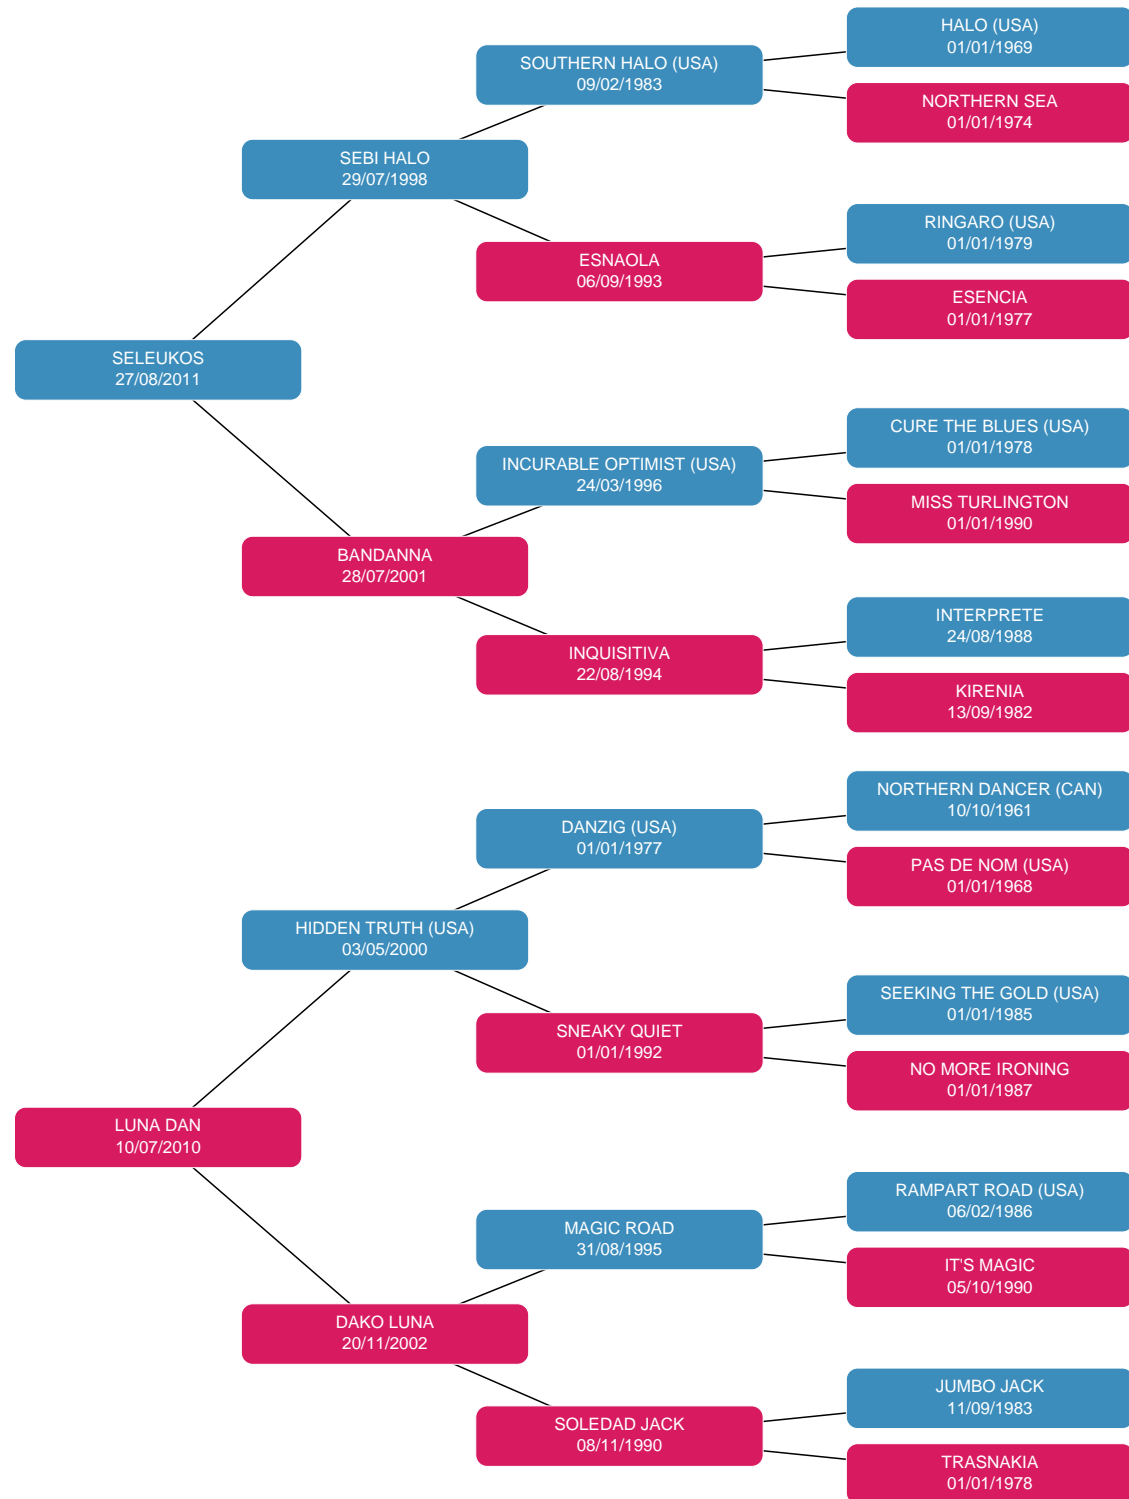 HALO (USA)
01/01/1969
SOUTHERN HALO (USA)
09/02/1983
NORTHERN SEA
01/01/1974
SEBI HALO
29/07/1998
RINGARO (USA)
01/01/1979
ESNAOLA
06/09/1993
ESENCIA
01/01/1977
SELEUKOS
27/08/2011
CURE THE BLUES (USA)
01/01/1978
INCURABLE OPTIMIST (USA)
24/03/1996
MISS TURLINGTON
01/01/1990
BANDANNA
28/07/2001
INTERPRETE
24/08/1988
INQUISITIVA
22/08/1994
KIRENIA
13/09/1982
NORTHERN DANCER (CAN)
10/10/1961
DANZIG (USA)
01/01/1977
PAS DE NOM (USA)
01/01/1968
HIDDEN TRUTH (USA)
03/05/2000
SEEKING THE GOLD (USA)
01/01/1985
SNEAKY QUIET
01/01/1992
NO MORE IRONING
01/01/1987
LUNA DAN
10/07/2010
RAMPART ROAD (USA)
06/02/1986
MAGIC ROAD
31/08/1995
IT'S MAGIC
05/10/1990
DAKO LUNA
20/11/2002
JUMBO JACK
11/09/1983
SOLEDAD JACK
08/11/1990
TRASNAKIA
01/01/1978